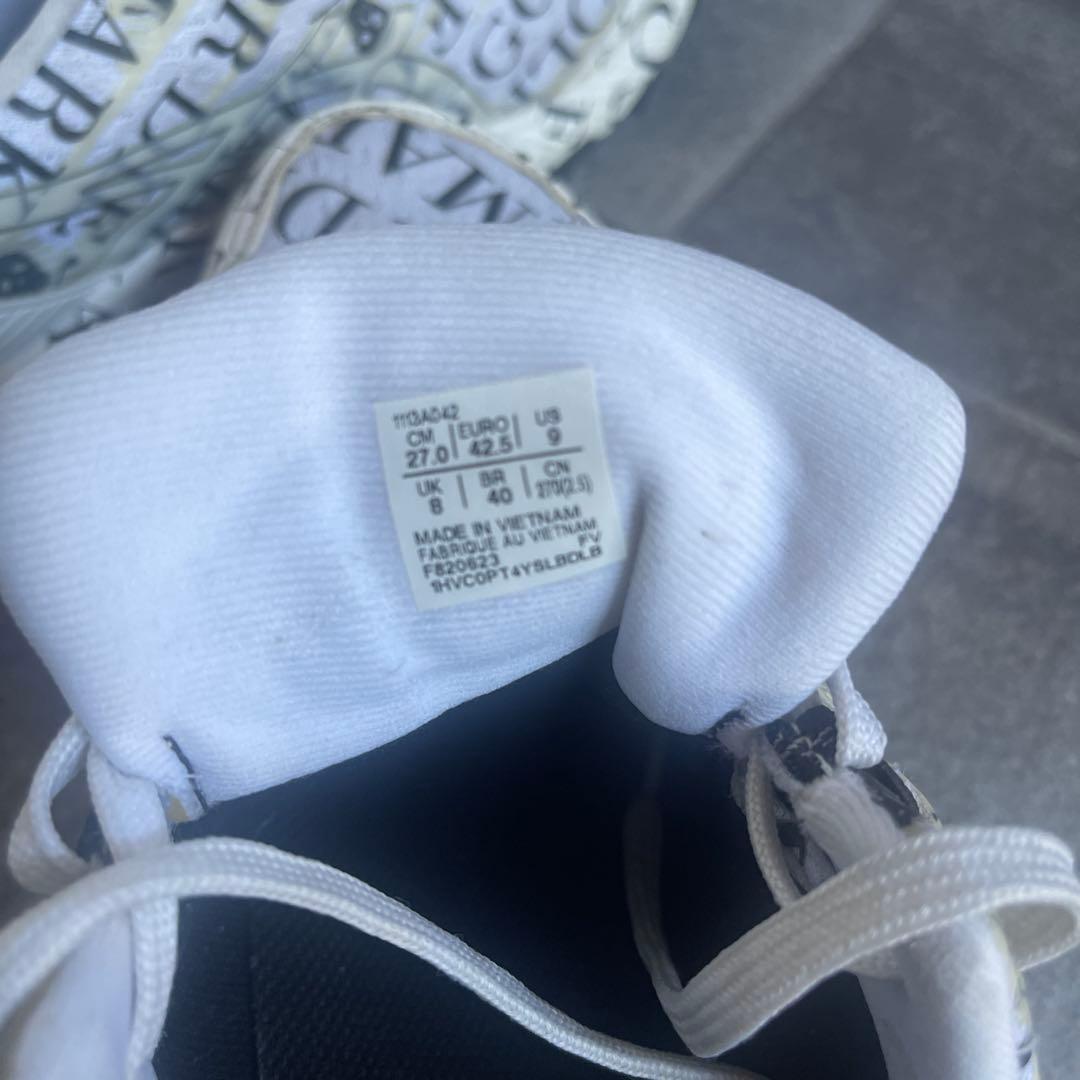 1113A042
CM EURO US
27.0 42.5 9
UK BR CN
8 40 270(2.5)
MADE IN VIETNAM
FABRIQUE AU VIETNAM
F820623 FV
1HVC0PT4YSLBDLB